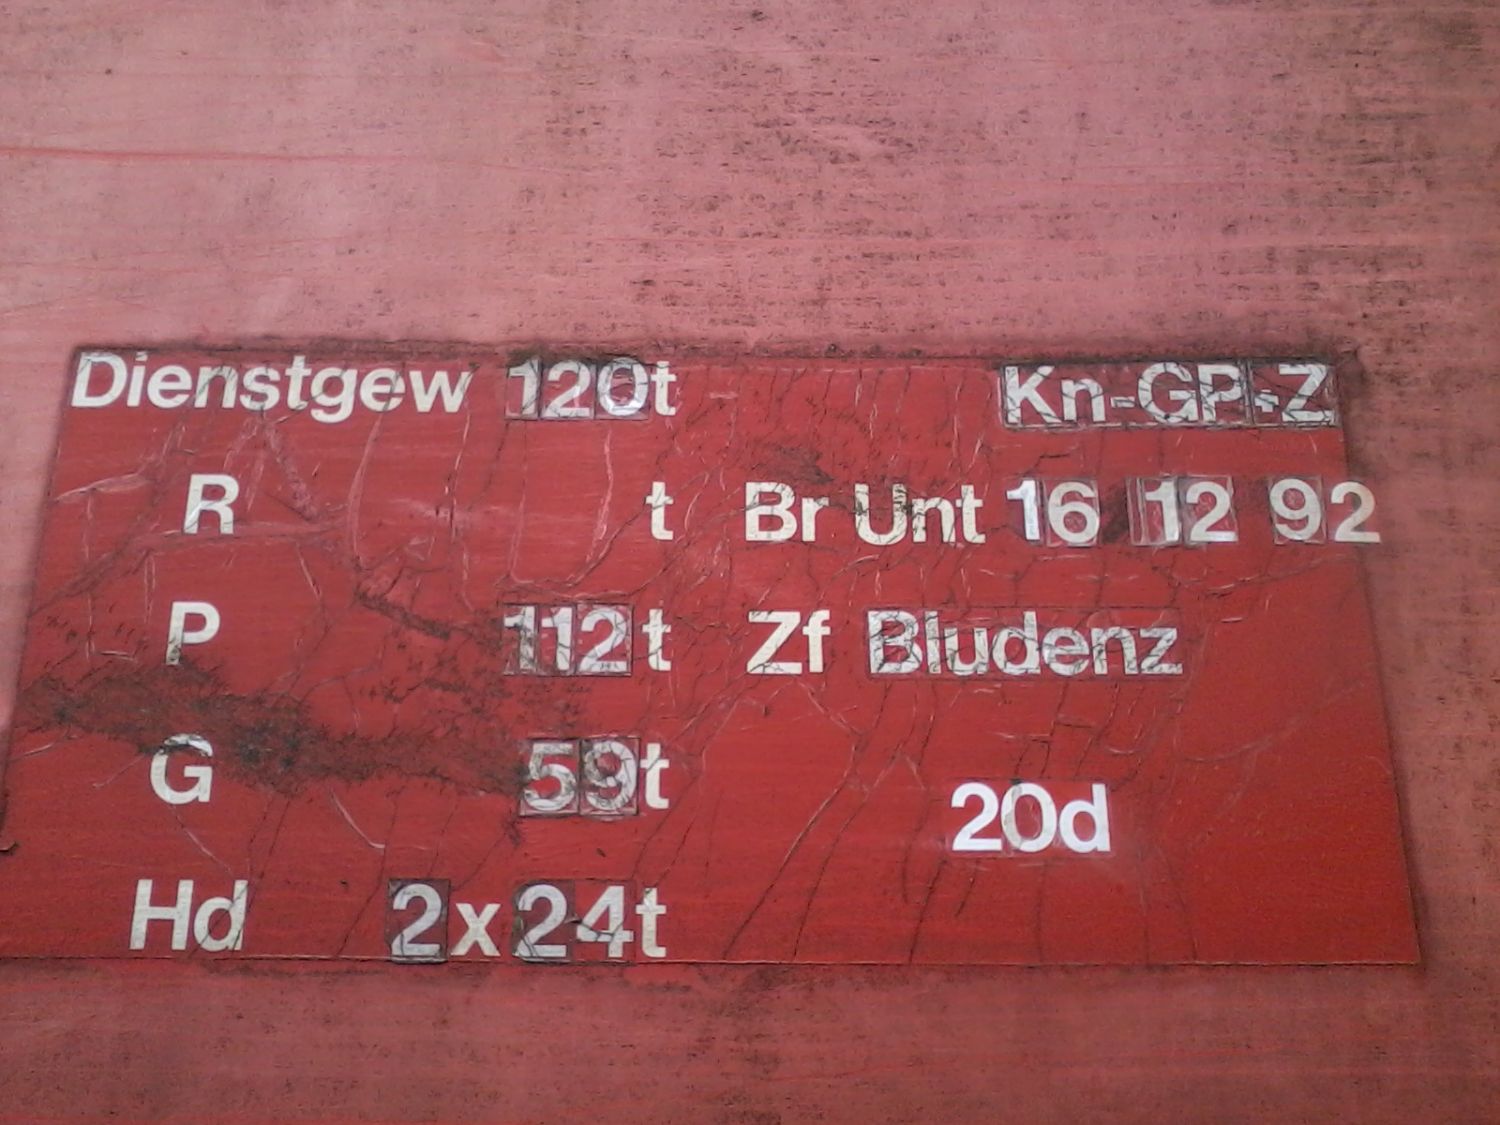 Dienstgew 120t Kn-GP+Z
R t Br Unt 16 12 92
P 112t Zf Bludenz
G 59t
20d
Hd 2x24t